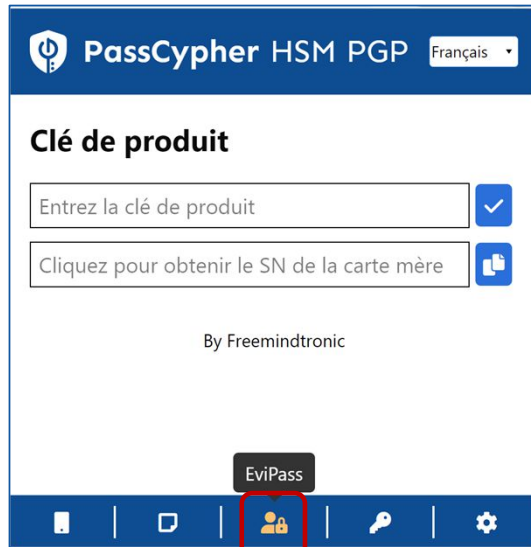 PassCypher HSM PGP
Français
Clé de produit
Entrez la clé de produit
Cliquez pour obtenir le SN de la carte mère
By Freemindtronic
EviPass